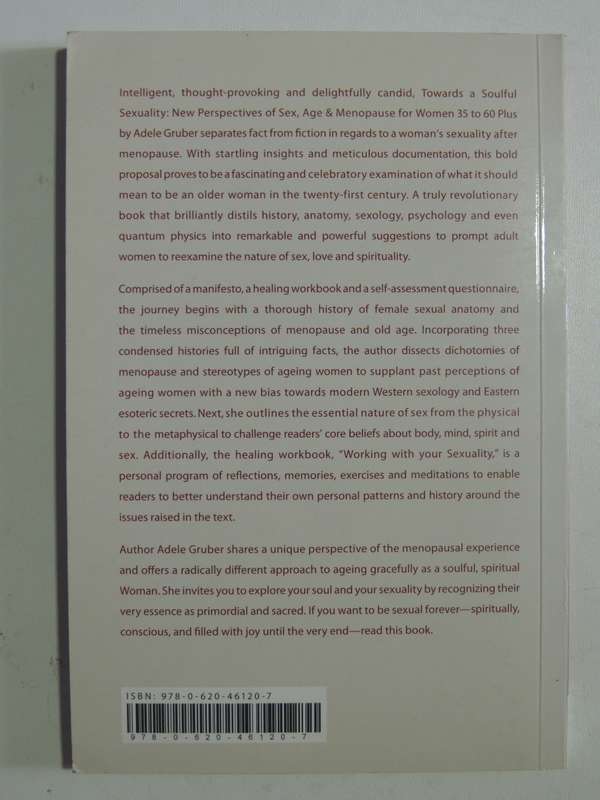 Intelligent, thought-provoking and delightfully candid, Towards a Soulful
Sexuality: New Perspectives of Sex, Age & Menopause for Women 35 to 60 Plus
by Adele Gruber separates fact from fiction in regards to a woman's sexuality after
menopause. With startling insights and meticulous documentation, this bold
proposal proves to be a fascinating and celebratory examination of what it should
mean to be an older woman in the twenty-first century. A truly revolutionary
book that brilliantly distils history, anatomy, sexology, psychology and even
quantum physics into remarkable and powerful suggestions to prompt adult
women to reexamine the nature of sex, love and spirituality.
Comprised of a manifesto, a healing workbook and a self-assessment questionnaire,
the journey begins with a thorough history of female sexual anatomy and
the timeless misconceptions of menopause and old age. Incorporating three
condensed histories full of intriguing facts, the author dissects dichotomies of
menopause and stereotypes of ageing women to supplant past perceptions of
ageing women with a new bias towards modern Western sexology and Eastern
esoteric secrets. Next, she outlines the essential nature of sex from the physical
to the metaphysical to challenge readers' core beliefs about body, mind, spirit and
sex. Additionally, the healing workbook, "Working with your Sexuality," is a
personal program of reflections, memories, exercises and meditations to enable
readers to better understand their own personal patterns and history around the
issues raised in the text.
Author Adele Gruber shares a unique perspective of the menopausal experience
and offers a radically different approach to ageing gracefully as a soulful, spiritual
Woman. She invites you to explore your soul and your sexuality by recognizing their
very essence as primordial and sacred. If you want to be sexual forever—spiritually,
conscious, and filled with joy until the very end—read this book.
ISBN: 978-0-620-46120-7
978-0-620-46120-7